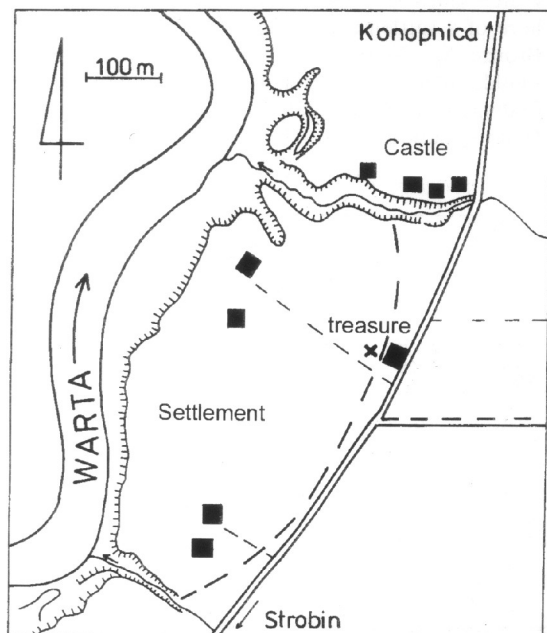 Konopnica
100 m
Castle
treasure
Settlement
WARTA
Strobin